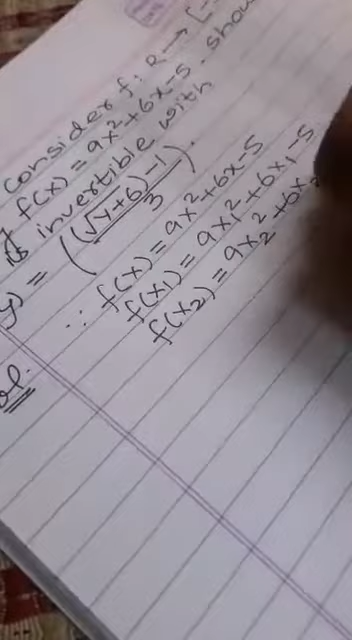 Consider f: R → [-
f(x) = 9x²+6x-5. show
is invertible with
y) = ((√y+6)-1 / 3).
Sol.
∴ f(x) = 9x²+6x-5
f(x₁) = 9x₁²+6x₁-5
f(x₂) = 9x₂²+6x₂